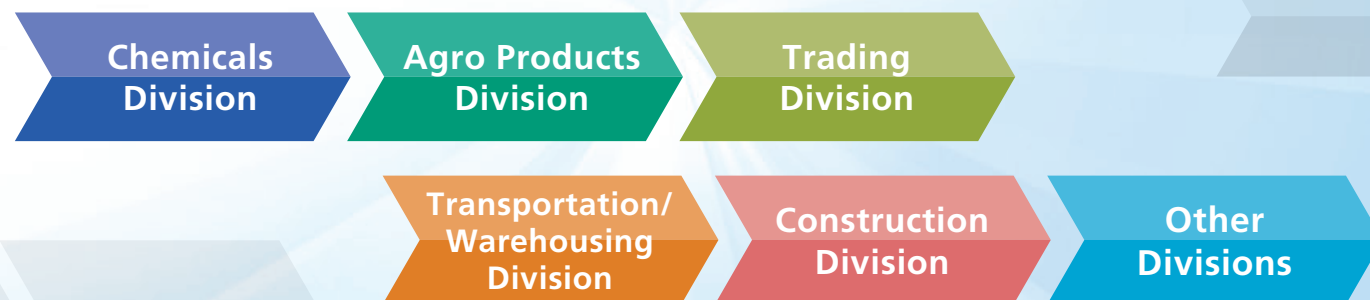 Chemicals
Division
Agro Products
Division
Trading
Division
Transportation/
Warehousing
Division
Construction
Division
Other
Divisions